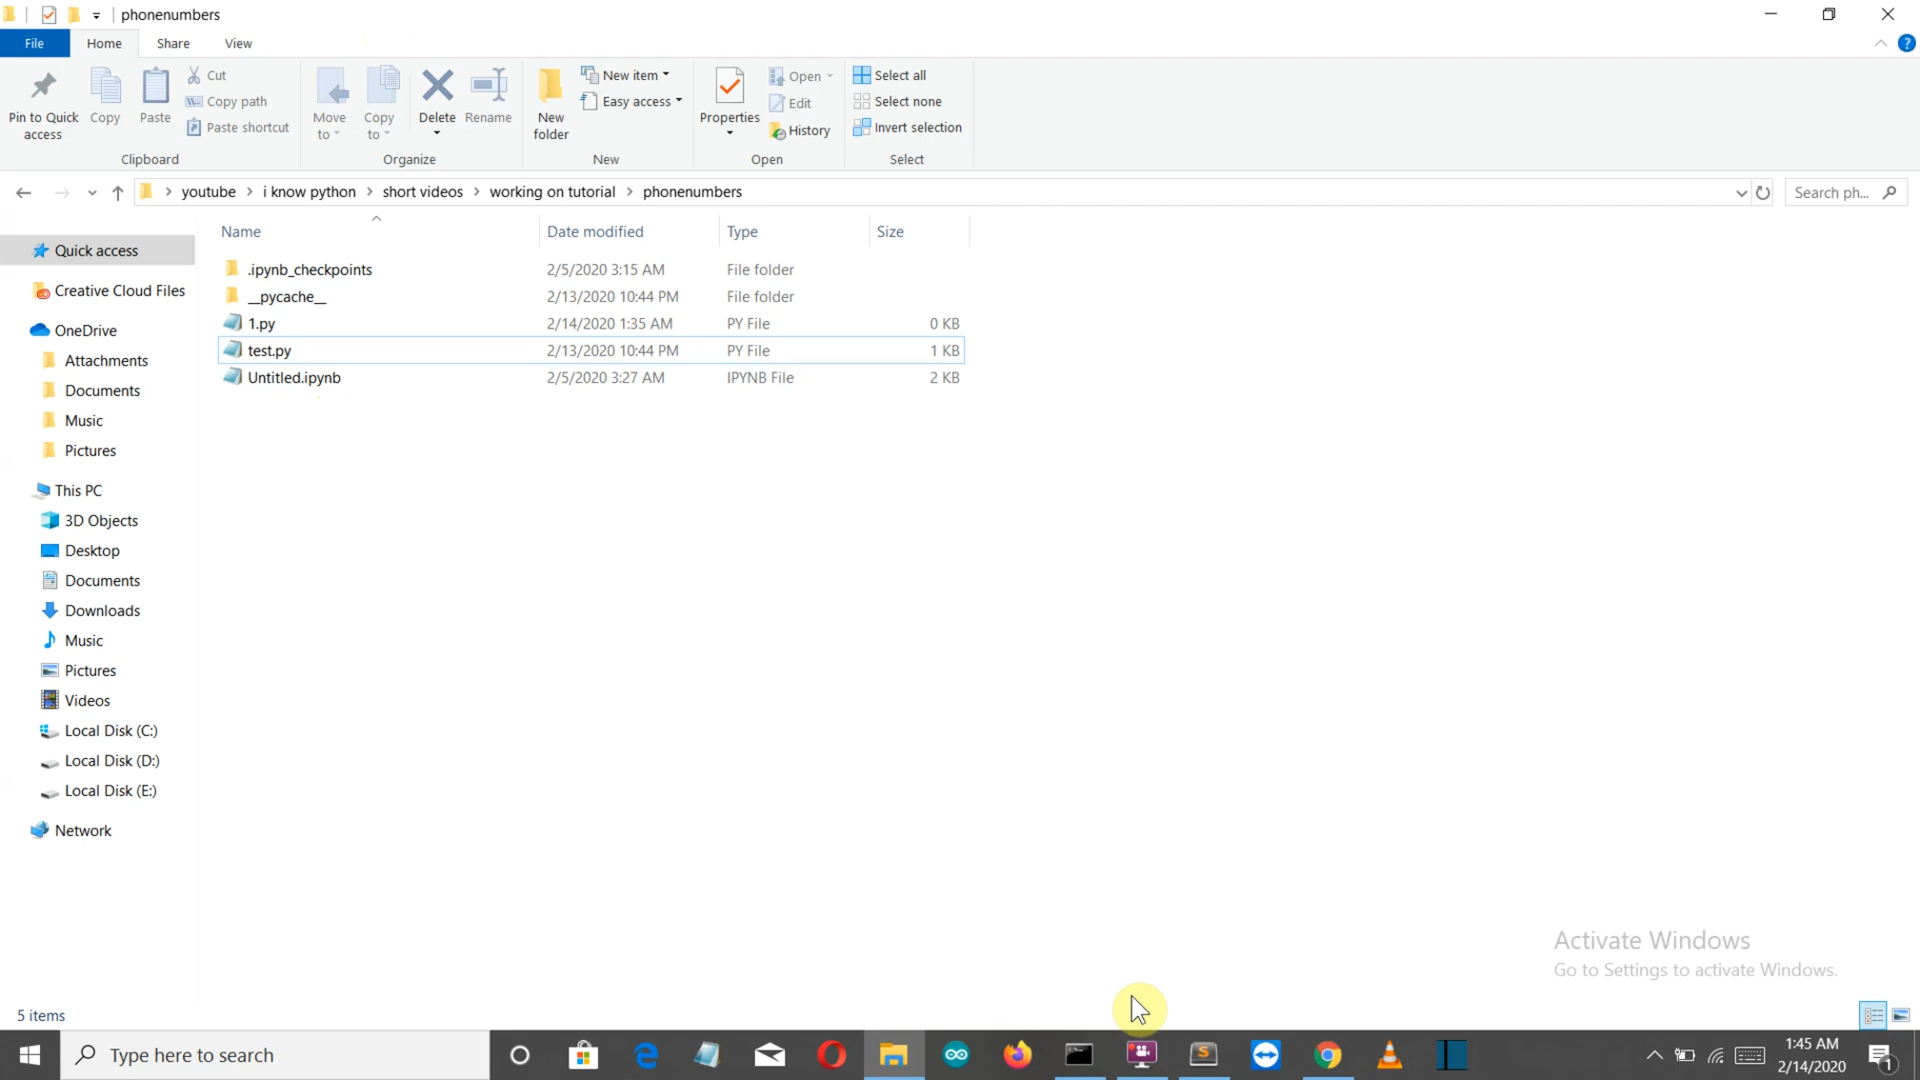 phonenumbers
File Home Share View
Pin to Quick access
Copy
Paste
Cut
Copy path
Paste shortcut
Clipboard
Move to
Copy to
Delete
Rename
Organize
New folder
New item
Easy access
New
Properties
Open
Edit
History
Open
Select all
Select none
Invert selection
Select
youtube > i know python > short videos > working on tutorial > phonenumbers
Search ph...
Name Date modified Type Size
.ipynb_checkpoints 2/5/2020 3:15 AM File folder
__pycache__ 2/13/2020 10:44 PM File folder
1.py 2/14/2020 1:35 AM PY File 0 KB
test.py 2/13/2020 10:44 PM PY File 1 KB
Untitled.ipynb 2/5/2020 3:27 AM IPYNB File 2 KB
Quick access
Creative Cloud Files
OneDrive
Attachments
Documents
Music
Pictures
This PC
3D Objects
Desktop
Documents
Downloads
Music
Pictures
Videos
Local Disk (C:)
Local Disk (D:)
Local Disk (E:)
Network
Activate Windows
Go to Settings to activate Windows.
5 items
Type here to search
1:45 AM
2/14/2020
1